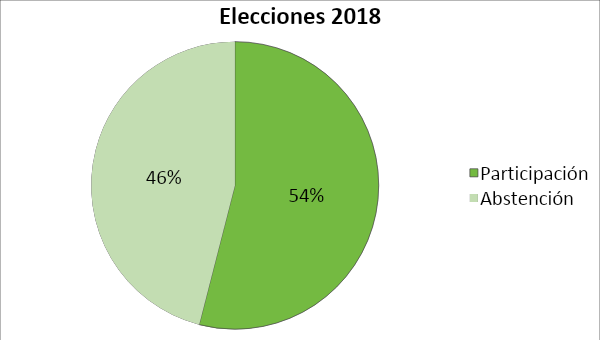 Elecciones 2018
46%
54%
Participación
Abstención